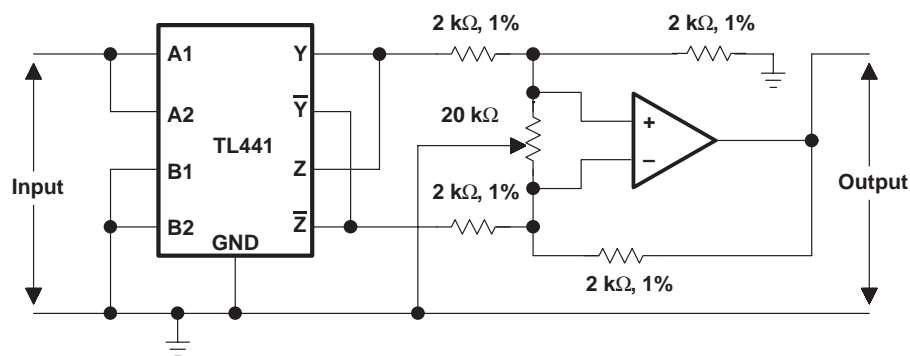 2 kΩ, 1%
2 kΩ, 1%
A1
Y
A2
Y̅
20 kΩ
+
TL441
−
B1
Z
Input
2 kΩ, 1%
Output
B2
Z̅
GND
2 kΩ, 1%